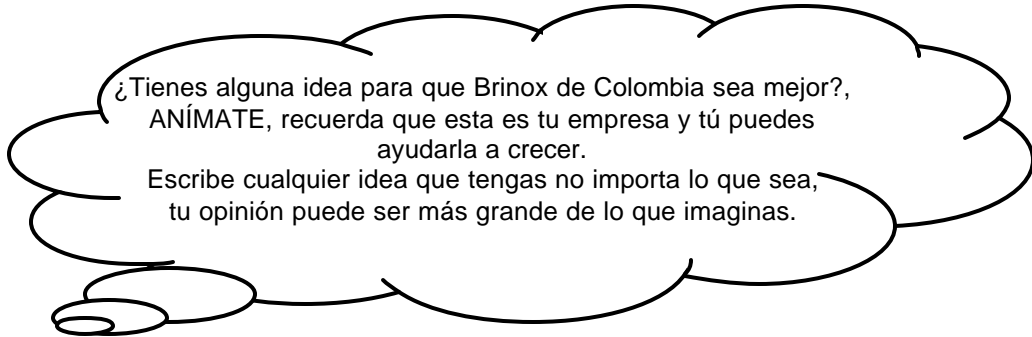 ¿Tienes alguna idea para que Brinox de Colombia sea mejor?,
ANÍMATE, recuerda que esta es tu empresa y tú puedes
ayudarla a crecer.
Escribe cualquier idea que tengas no importa lo que sea,
tu opinión puede ser más grande de lo que imaginas.